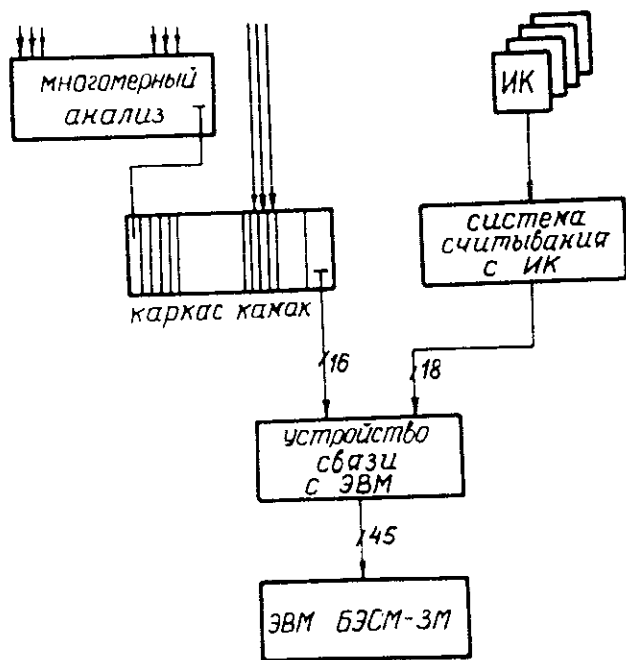 многомерный
анализ
ИК
система
считывания
с ИК
каркас камак
16
18
устройство
свази
с ЭВМ
45
ЭВМ БЭСМ-3М